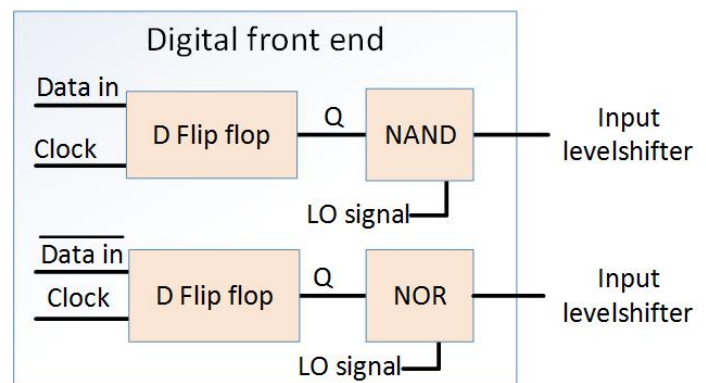 Digital front end
Data in
Clock
D Flip flop
Q
NAND
LO signal
Input
levelshifter
Data in
Clock
D Flip flop
Q
NOR
LO signal
Input
levelshifter